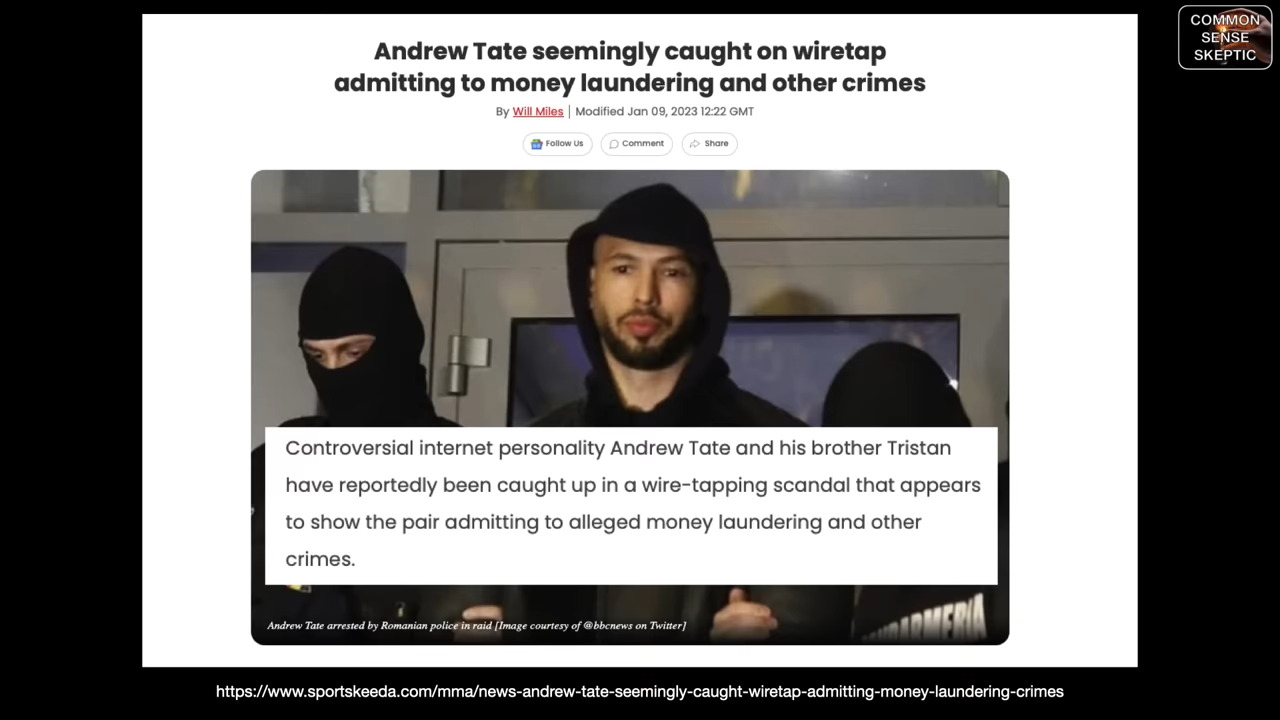 COMMON
SENSE
SKEPTIC
Andrew Tate seemingly caught on wiretap
admitting to money laundering and other crimes
By Will Miles | Modified Jan 09, 2023 12:22 GMT
Follow Us Comment Share
Controversial internet personality Andrew Tate and his brother Tristan
have reportedly been caught up in a wire-tapping scandal that appears
to show the pair admitting to alleged money laundering and other
crimes.
Andrew Tate arrested by Romanian police in raid [Image courtesy of @bbcnews on Twitter]
https://www.sportskeeda.com/mma/news-andrew-tate-seemingly-caught-wiretap-admitting-money-laundering-crimes